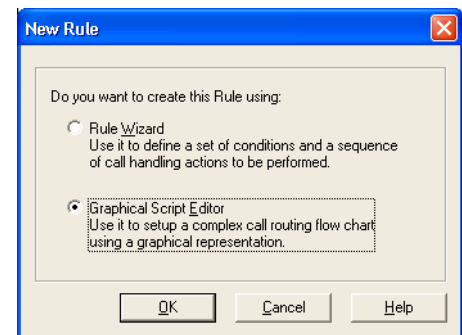 New Rule
Do you want to create this Rule using:
Rule Wizard
Use it to define a set of conditions and a sequence
of call handling actions to be performed.
Graphical Script Editor
Use it to setup a complex call routing flow chart
using a graphical representation.
OK Cancel Help